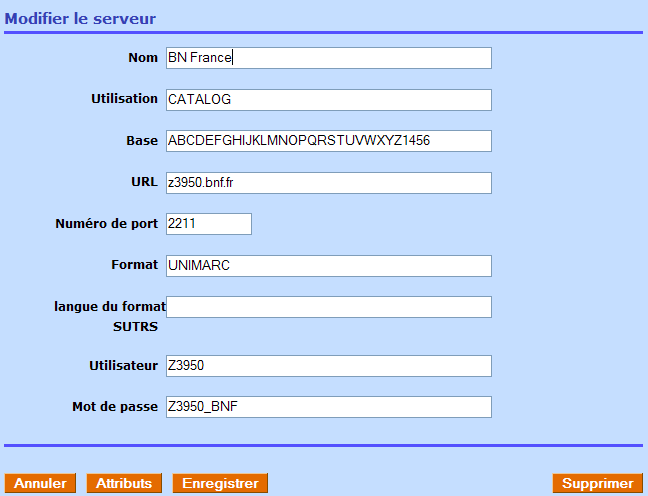 Modifier le serveur
Nom BN France
Utilisation CATALOG
Base ABCDEFGHIJKLMNOPQRSTUVWXYZ1456
URL z3950.bnf.fr
Numéro de port 2211
Format UNIMARC
langue du format
SUTRS
Utilisateur Z3950
Mot de passe Z3950_BNF
Annuler Attributs Enregistrer Supprimer